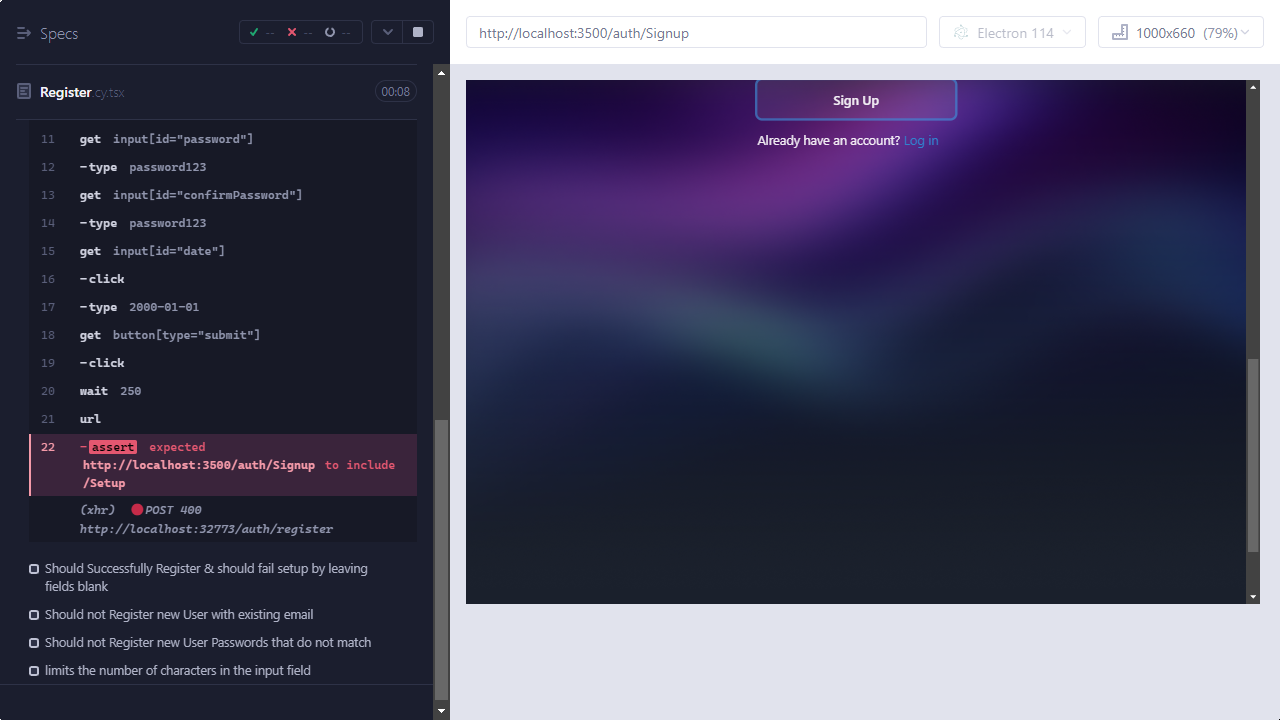 Specs
-- -- --
http://localhost:3500/auth/Signup
Electron 114
1000x660 (79%)
Register.cy.tsx
00:08
11 get input[id="password"]
12 -type password123
13 get input[id="confirmPassword"]
14 -type password123
15 get input[id="date"]
16 -click
17 -type 2000-01-01
18 get button[type="submit"]
19 -click
20 wait 250
21 url
22 -assert expected
http://localhost:3500/auth/Signup to include
/Setup
(xhr) POST 400
http://localhost:32773/auth/register
Should Successfully Register & should fail setup by leaving
fields blank
Should not Register new User with existing email
Should not Register new User Passwords that do not match
limits the number of characters in the input field
Sign Up
Already have an account? Log in